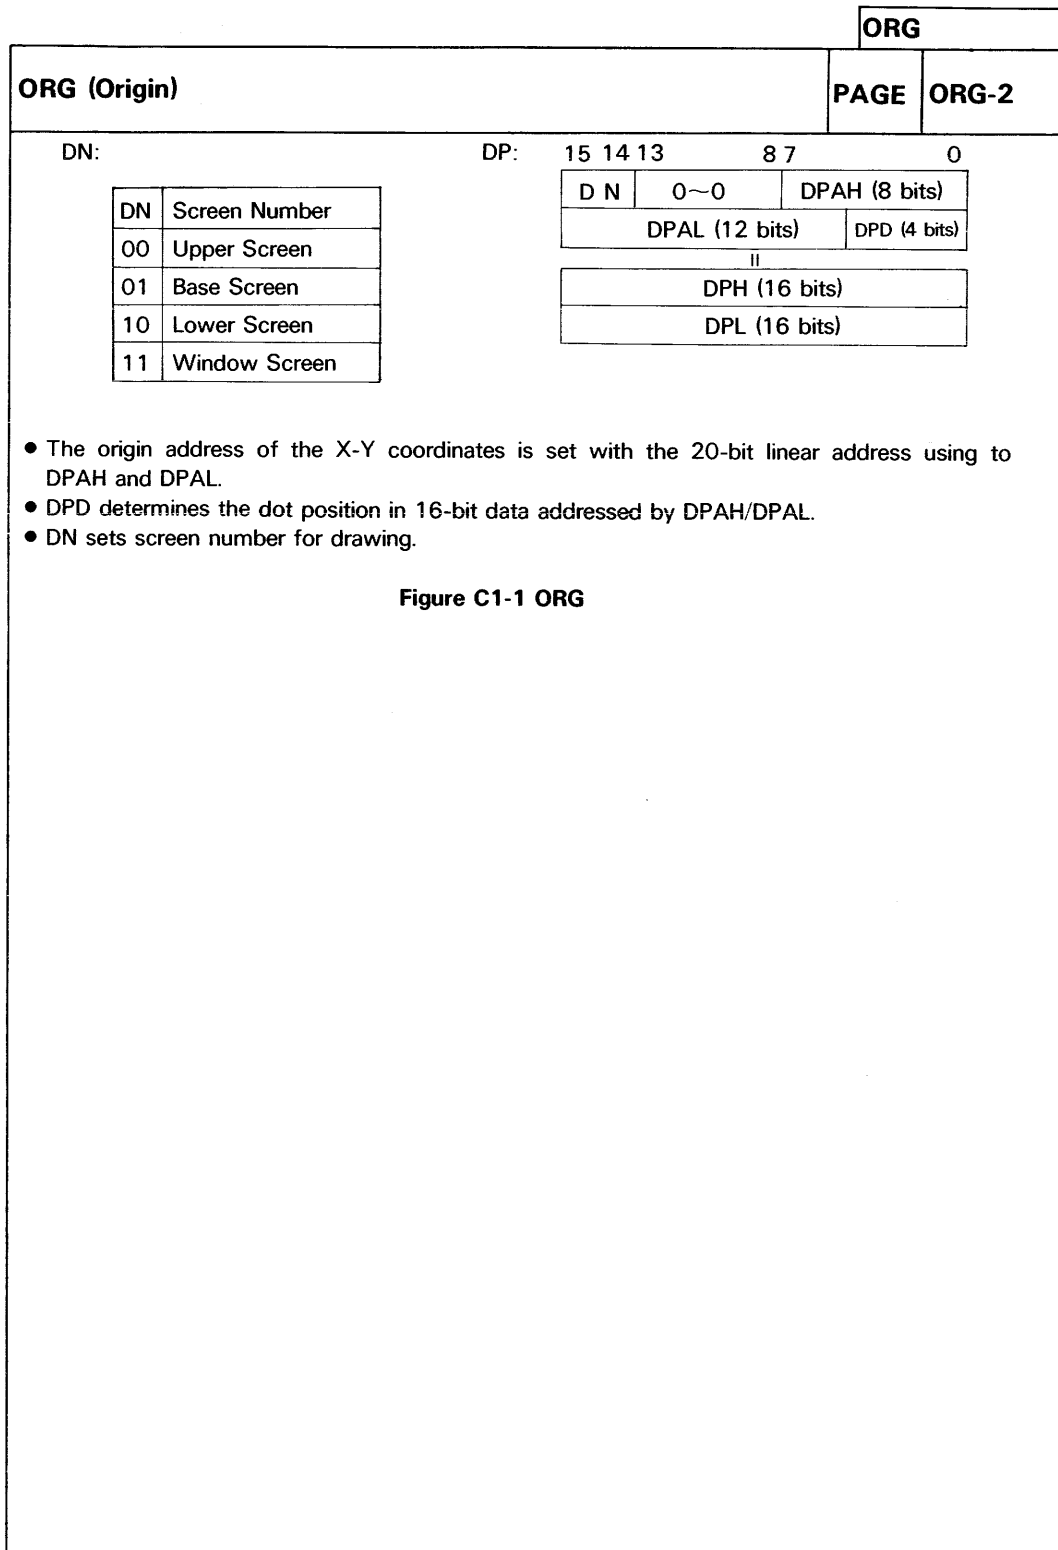 ORG
ORG (Origin) PAGE ORG-2
DN:
DN Screen Number
00 Upper Screen
01 Base Screen
10 Lower Screen
11 Window Screen
DP: 15 14 13 8 7 0
D N 0~0 DPAH (8 bits)
DPAL (12 bits) DPD (4 bits)
=
DPH (16 bits)
DPL (16 bits)
● The origin address of the X-Y coordinates is set with the 20-bit linear address using to
DPAH and DPAL.
● DPD determines the dot position in 16-bit data addressed by DPAH/DPAL.
● DN sets screen number for drawing.
Figure C1-1 ORG